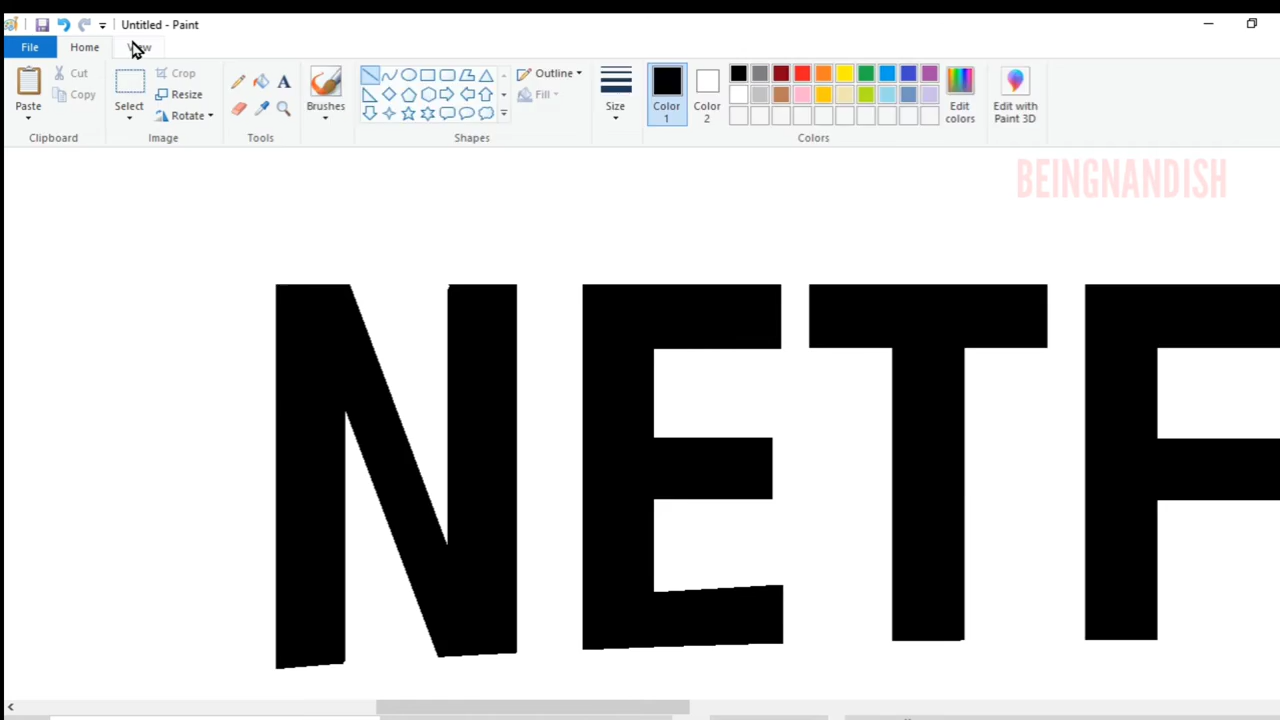 Untitled - Paint
File Home View
Paste
Cut
Copy
Clipboard
Select
Crop
Resize
Rotate
Image
Tools
Brushes
Shapes
Outline
Fill
Size
Color 1
Color 2
Edit colors
Colors
Edit with Paint 3D
BEINGNANDISH
NETF